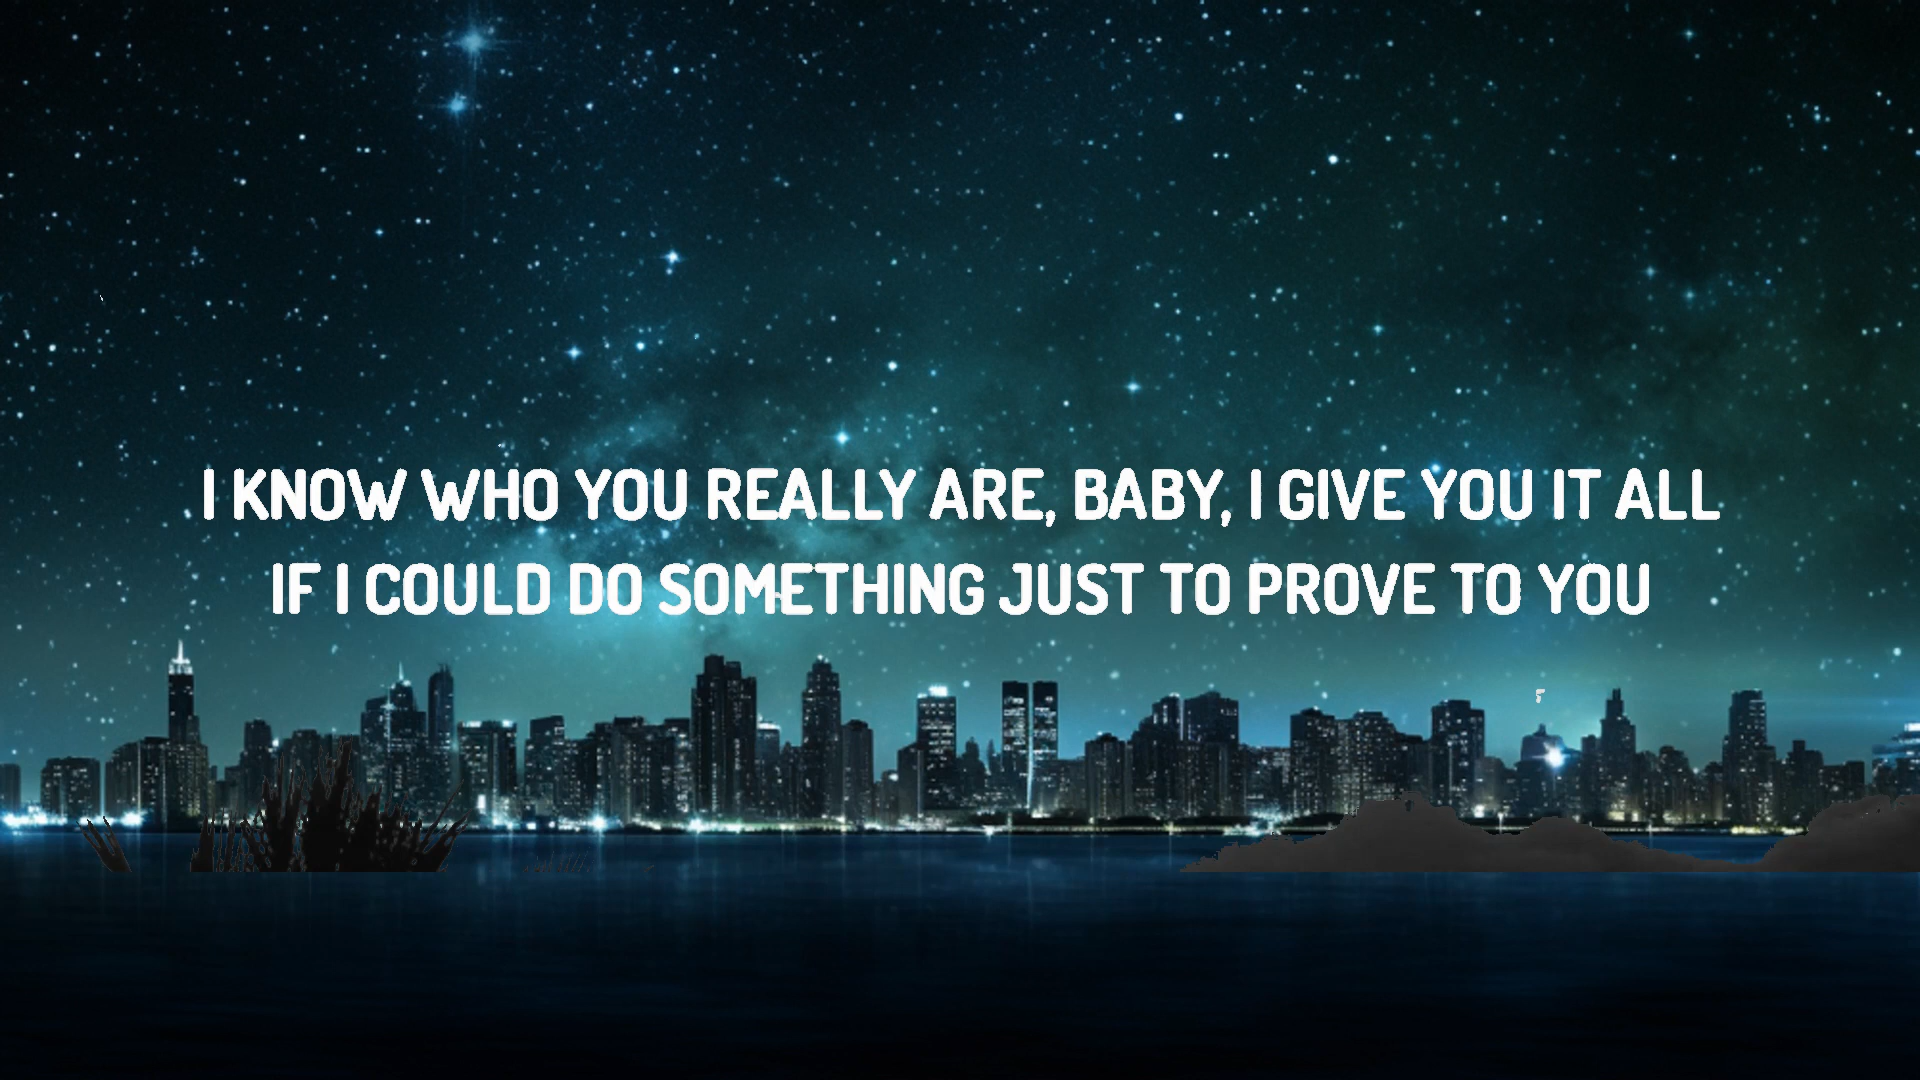 I KNOW WHO YOU REALLY ARE, BABY, I GIVE YOU IT ALL
IF I COULD DO SOMETHING JUST TO PROVE TO YOU